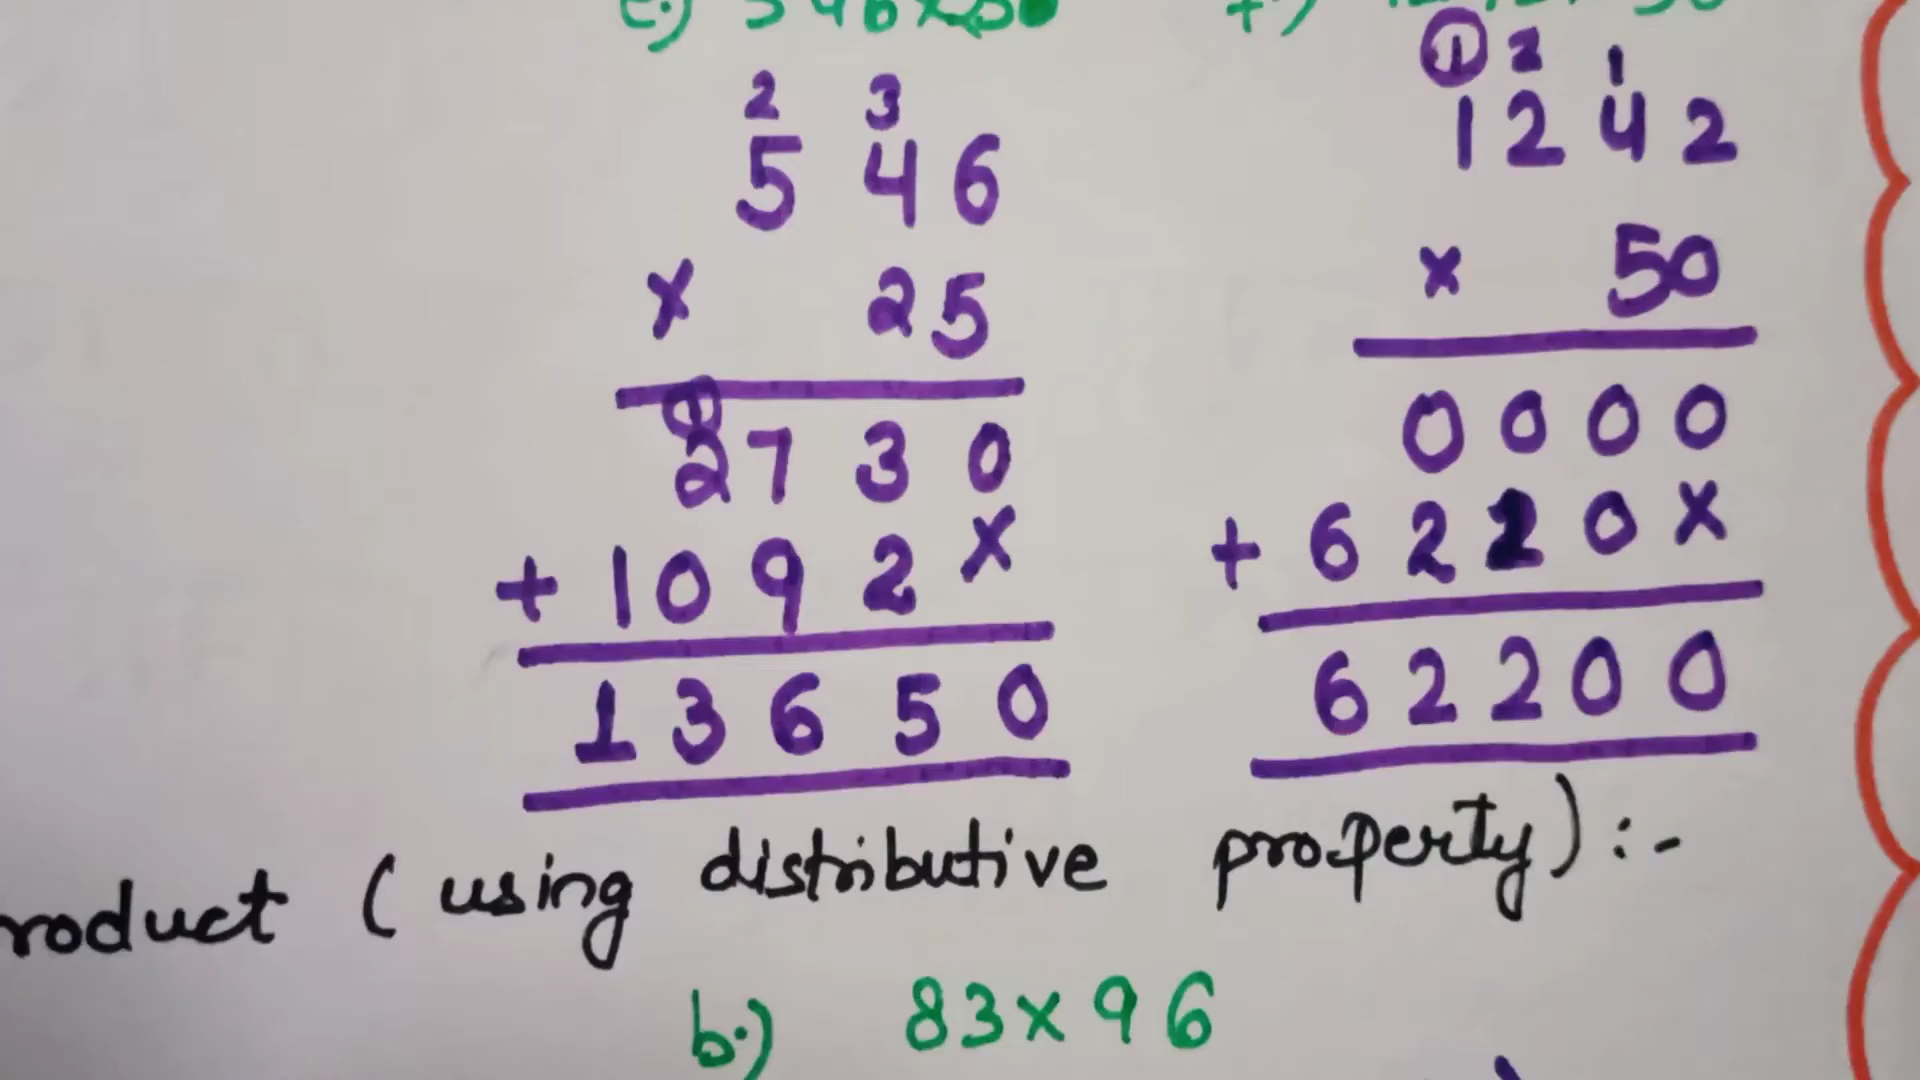 2 3
5 4 6
x 25
0
2 7 3 0
+ 1 0 9 2 x
1 3 6 5 0
1 2 1
1 2 4 2
x 50
0 0 0 0
+ 6 2 2 0 x
6 2 2 0 0
roduct (using distributive property) :-
b.) 83 x 96